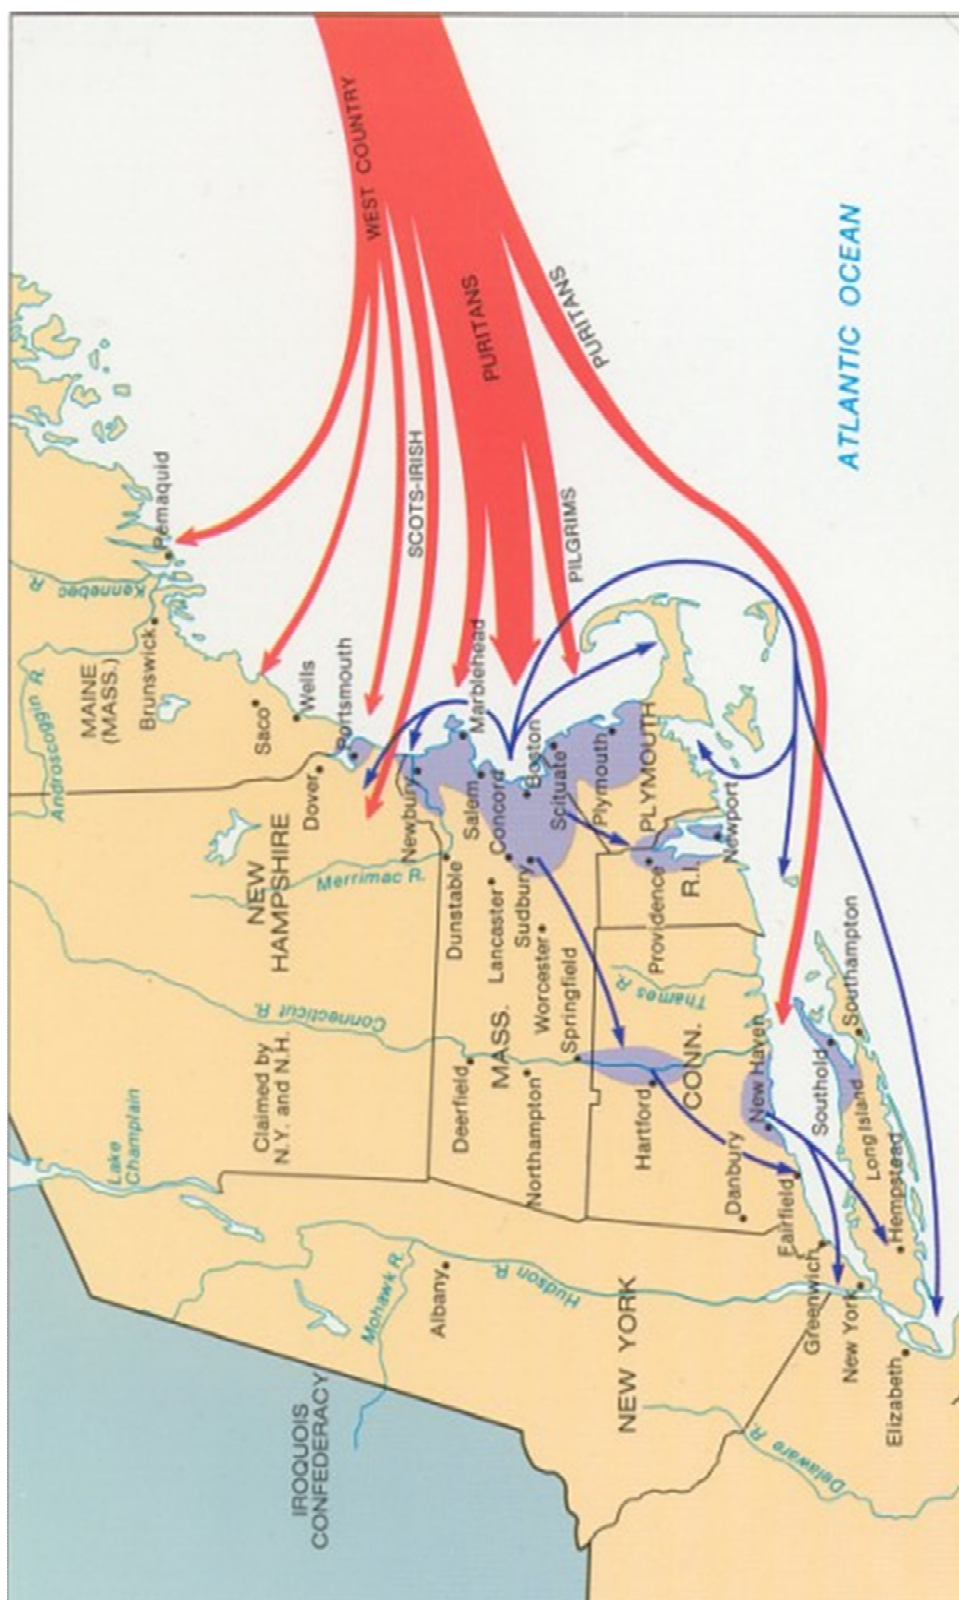 Androscoggin R.
Kennebec R.
MAINE
(MASS.)
Brunswick
Pemaquid
Lake
Champlain
Claimed by
N.Y. and N.H.
Connecticut R.
NEW
HAMPSHIRE
Merrimac R.
Dover
Saco
Wells
Portsmouth
WEST COUNTRY
IROQUOIS
CONFEDERACY
Mohawk R.
Albany
Hudson R.
Deerfield
MASS.
Northampton
Dunstable
Newbury
Lancaster
Salem
Concord
Marblehead
Sudbury
Boston
Worcester
Springfield
Scituate
Plymouth
PLYMOUTH
SCOTS-IRISH
PURITANS
PILGRIMS
PURITANS
NEW YORK
Hartford
CONN.
Thames R.
Providence
R.I.
Newport
Danbury
New Haven
Fairfield
Greenwich
Southold
Southampton
Long Island
Hempstead
New York
Elizabeth
Delaware R.
ATLANTIC OCEAN